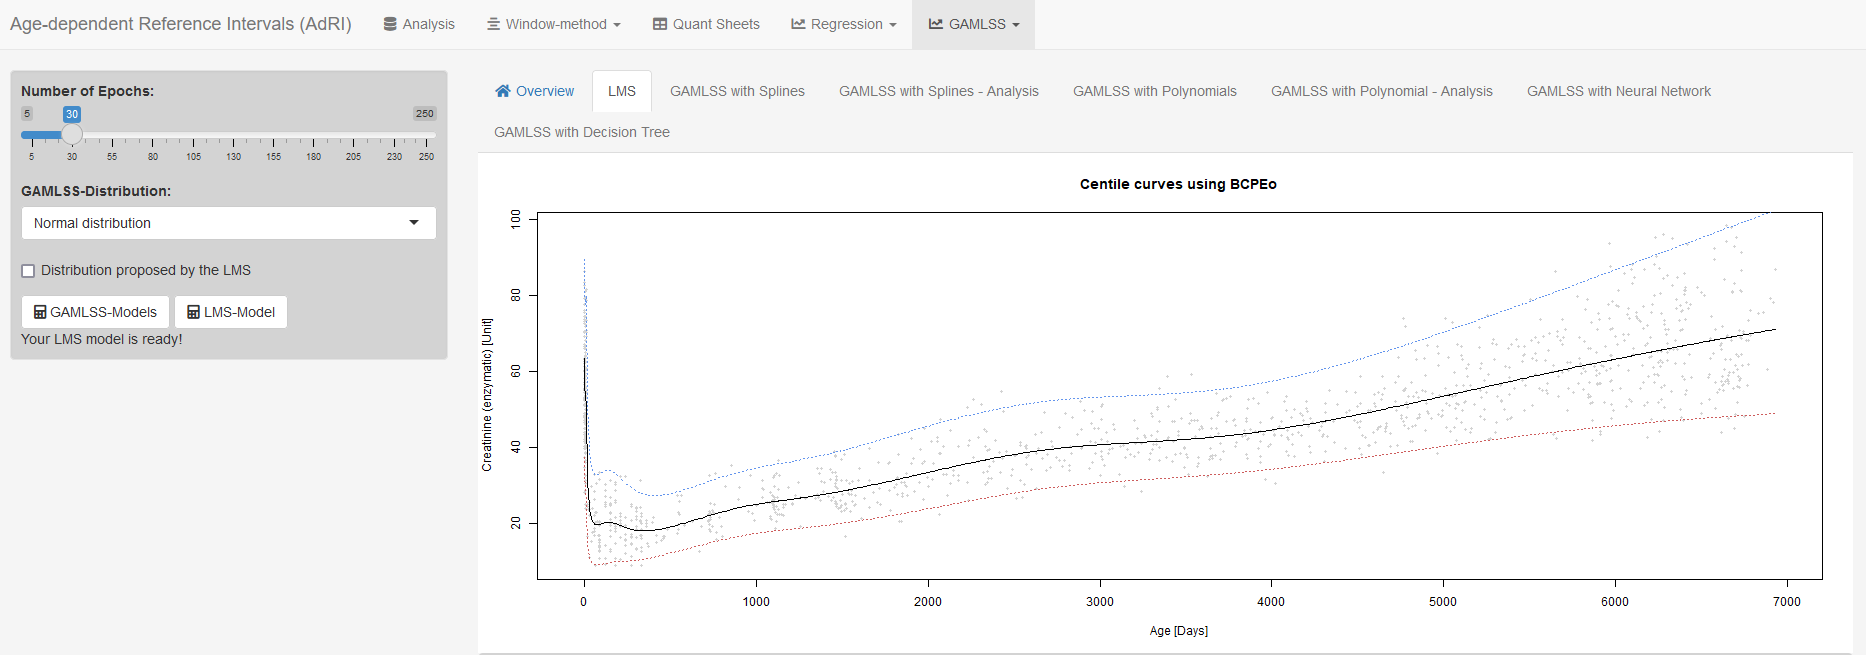 Age-dependent Reference Intervals (AdRI) Analysis Window-method Quant Sheets Regression GAMLSS
Number of Epochs:
5 30 250
5 30 55 80 105 130 155 180 205 230 250
GAMLSS-Distribution:
Normal distribution
Distribution proposed by the LMS
GAMLSS-Models LMS-Model
Your LMS model is ready!
Overview LMS GAMLSS with Splines GAMLSS with Splines - Analysis GAMLSS with Polynomials GAMLSS with Polynomial - Analysis GAMLSS with Neural Network
GAMLSS with Decision Tree
Centile curves using BCPEo
Creatinine (enzymatic) [Unit]
100
80
60
40
20
0 1000 2000 3000 4000 5000 6000 7000
Age [Days]